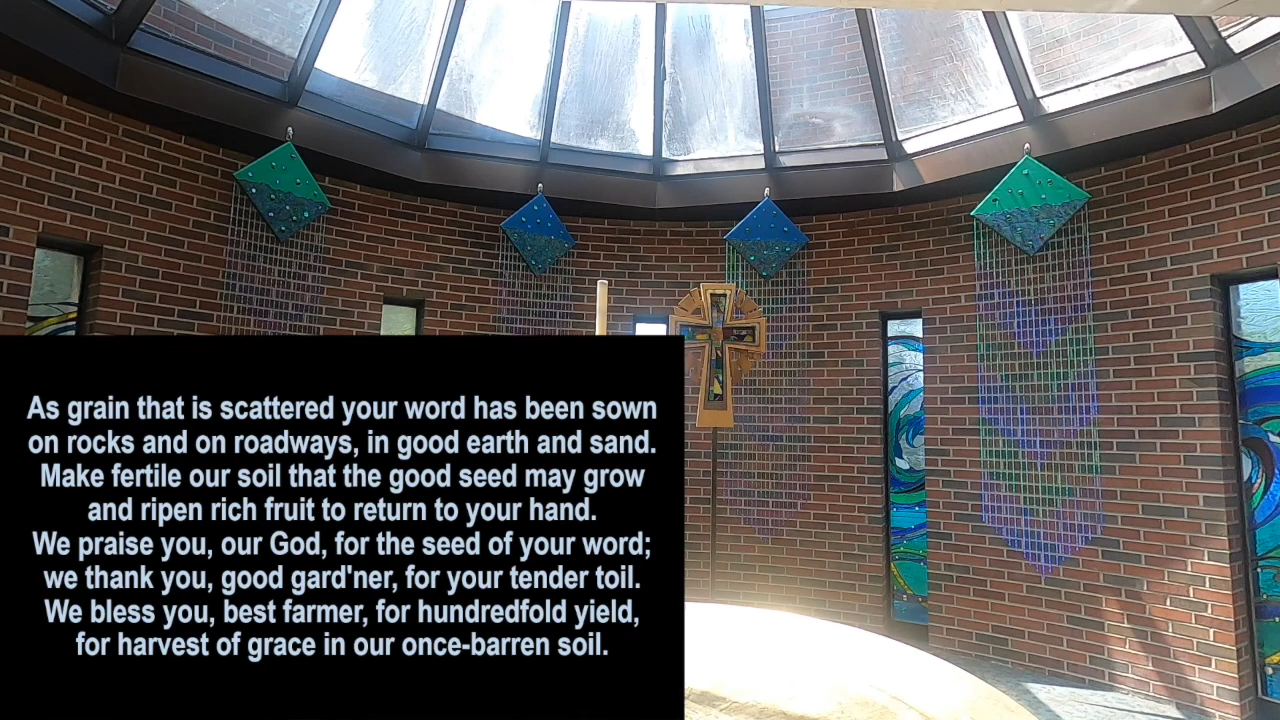 As grain that is scattered your word has been sown
on rocks and on roadways, in good earth and sand.
Make fertile our soil that the good seed may grow
and ripen rich fruit to return to your hand.
We praise you, our God, for the seed of your word;
we thank you, good gard'ner, for your tender toil.
We bless you, best farmer, for hundredfold yield,
for harvest of grace in our once-barren soil.